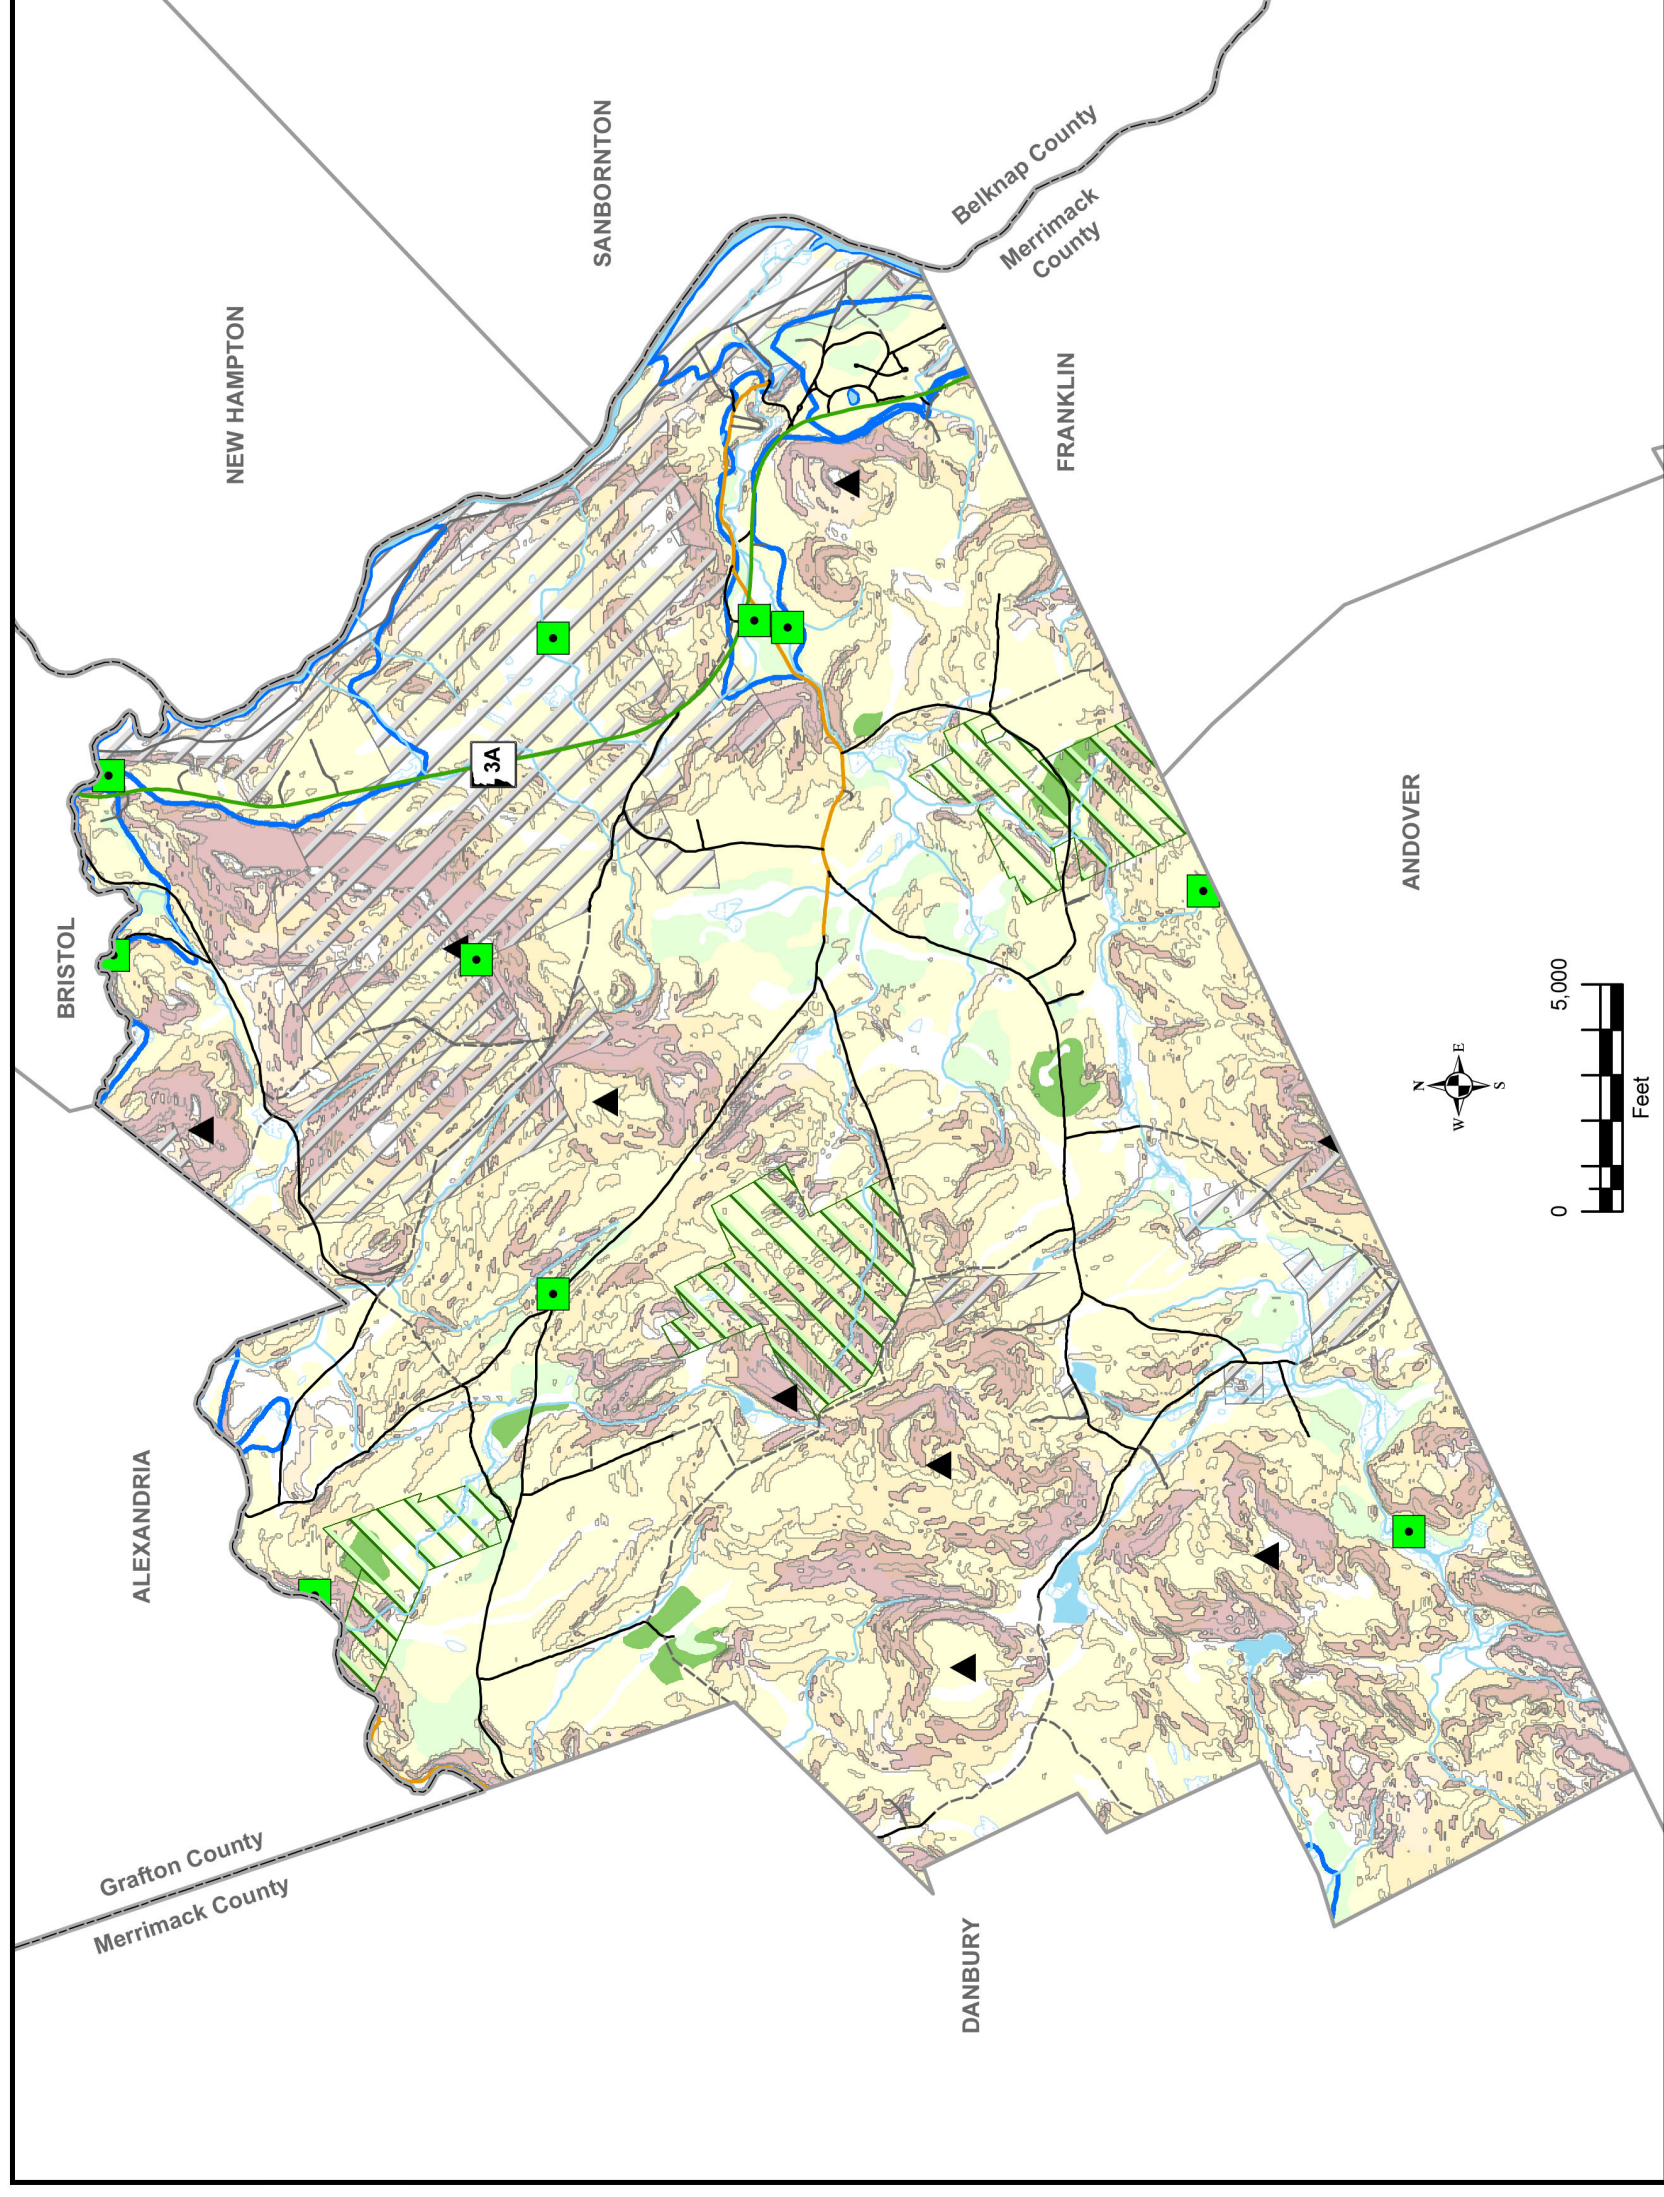 NEW HAMPTON
SANBORNTON
Belknap County
Merrimack
County
FRANKLIN
3A
BRISTOL
ANDOVER
ALEXANDRIA
Grafton County
Merrimack County
DANBURY
N
W
E
S
0
5,000
Feet